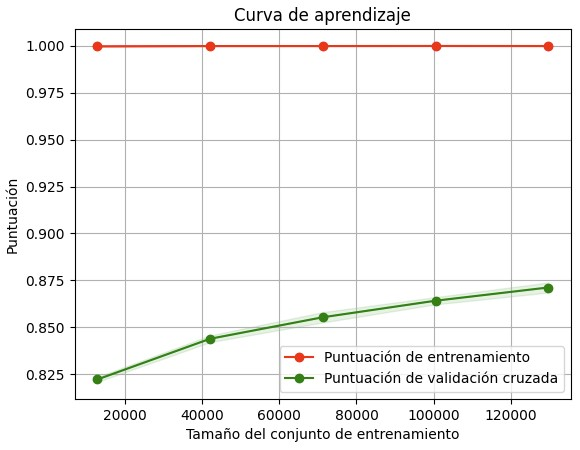 Curva de aprendizaje
1.000
0.975
0.950
0.925
0.900
0.875
0.850
0.825
Puntuación
Puntuación de entrenamiento
Puntuación de validación cruzada
20000 40000 60000 80000 100000 120000
Tamaño del conjunto de entrenamiento